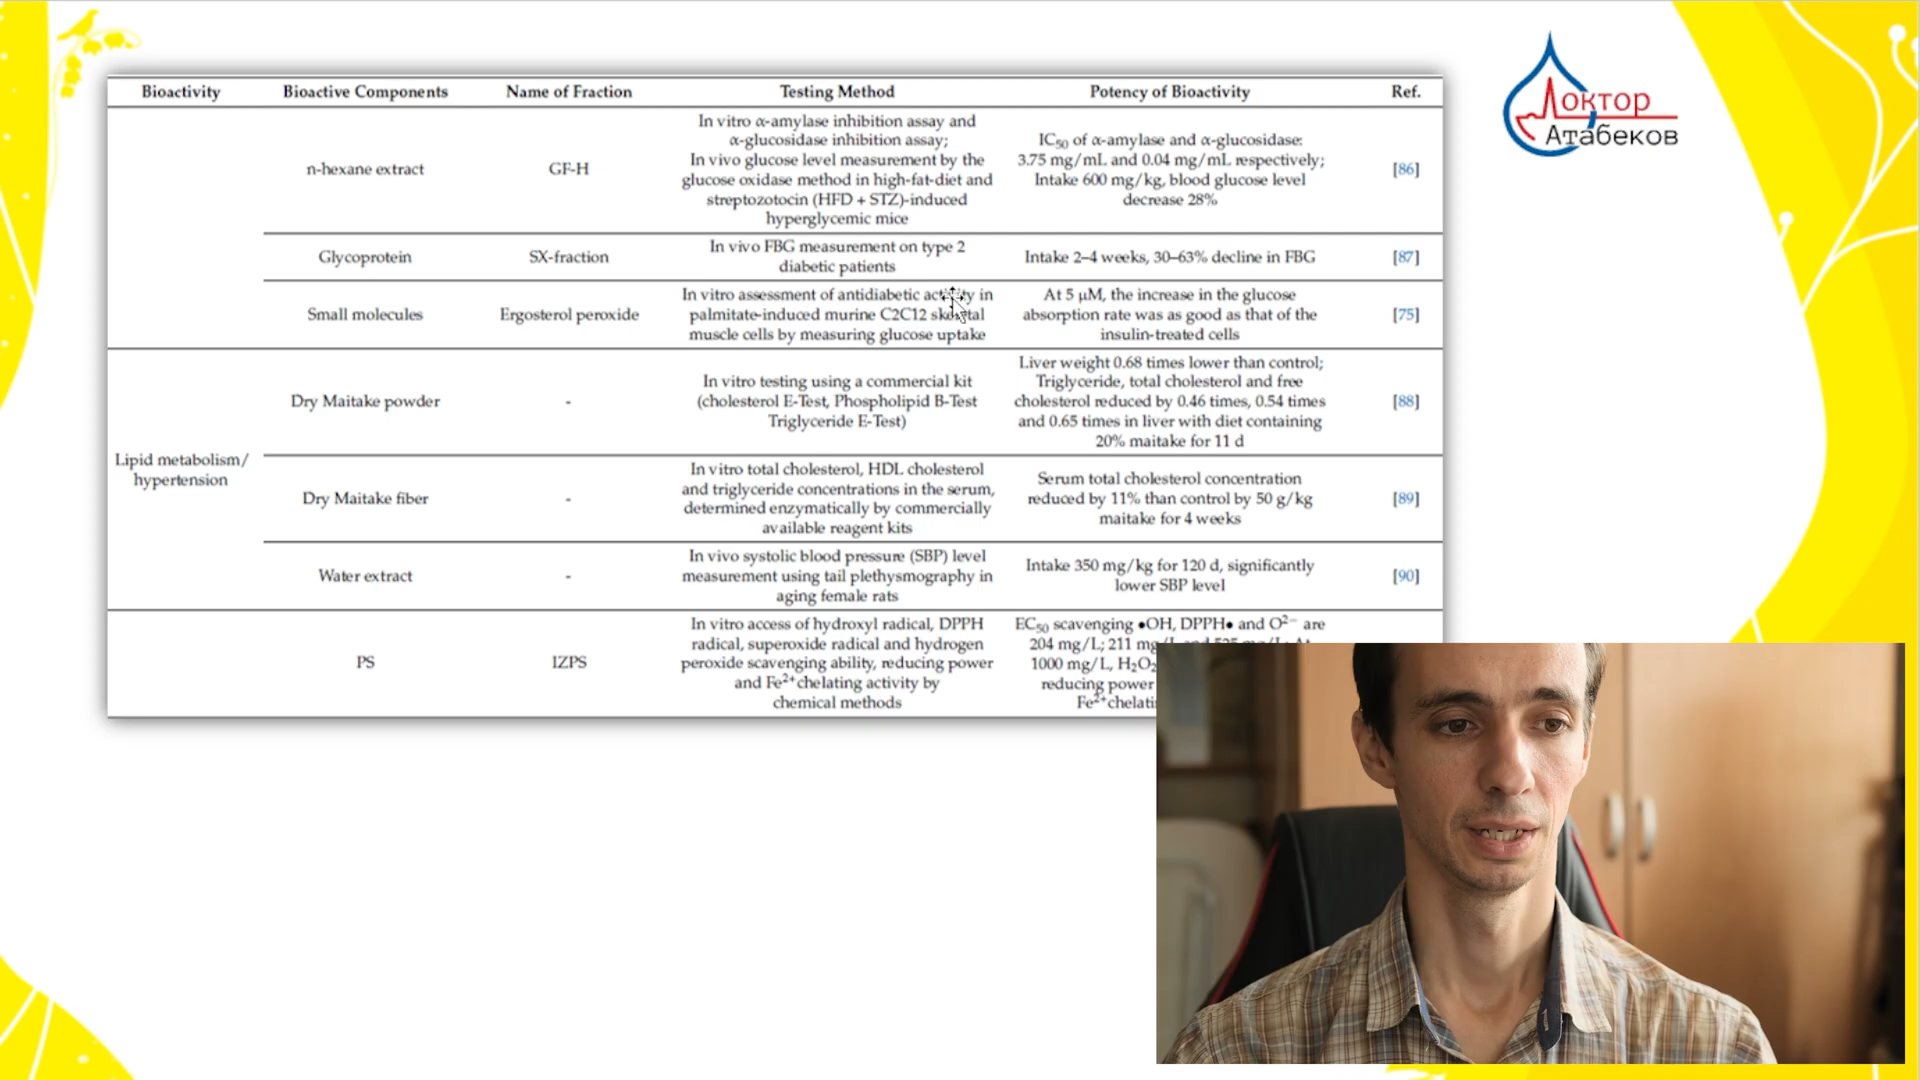 Bioactivity Bioactive Components Name of Fraction Testing Method Potency of Bioactivity Ref.
n-hexane extract
GF-H
In vitro α-amylase inhibition assay and
α-glucosidase inhibition assay;
In vivo glucose level measurement by the
glucose oxidase method in high-fat-diet and
streptozotocin (HFD + STZ)-induced
hyperglycemic mice
IC50 of α-amylase and α-glucosidase:
3.75 mg/mL and 0.04 mg/mL respectively;
Intake 600 mg/kg, blood glucose level
decrease 28%
[86]
Glycoprotein
SX-fraction
In vivo FBG measurement on type 2
diabetic patients
Intake 2–4 weeks, 30–63% decline in FBG
[87]
Small molecules
Ergosterol peroxide
In vitro assessment of antidiabetic activity in
palmitate-induced murine C2C12 skeletal
muscle cells by measuring glucose uptake
At 5 μM, the increase in the glucose
absorption rate was as good as that of the
insulin-treated cells
[75]
Lipid metabolism/
hypertension
Dry Maitake powder
-
In vitro testing using a commercial kit
(cholesterol E-Test, Phospholipid B-Test
Triglyceride E-Test)
Liver weight 0.68 times lower than control;
Triglyceride, total cholesterol and free
cholesterol reduced by 0.46 times, 0.54 times
and 0.65 times in liver with diet containing
20% maitake for 11 d
[88]
Dry Maitake fiber
-
In vitro total cholesterol, HDL cholesterol
and triglyceride concentrations in the serum,
determined enzymatically by commercially
available reagent kits
Serum total cholesterol concentration
reduced by 11% than control by 50 g/kg
maitake for 4 weeks
[89]
Water extract
-
In vivo systolic blood pressure (SBP) level
measurement using tail plethysmography in
aging female rats
Intake 350 mg/kg for 120 d, significantly
lower SBP level
[90]
PS
IZPS
In vitro access of hydroxyl radical, DPPH
radical, superoxide radical and hydrogen
peroxide scavenging ability, reducing power
and Fe2+chelating activity by
chemical methods
EC50 scavenging •OH, DPPH• and O2− are
204 mg/L; 211 mg/L and
1000 mg/L, H2O2
reducing power
Fe2+
Доктор
Атабеков